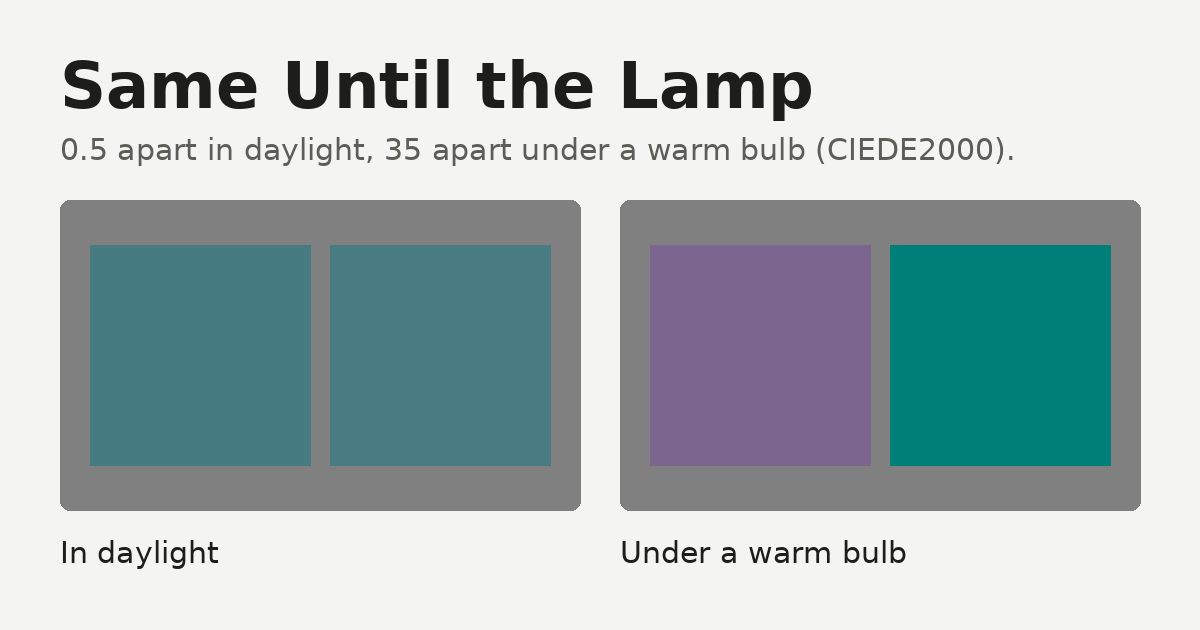 Same Until the Lamp
0.5 apart in daylight, 35 apart under a warm bulb (CIEDE2000).
In daylight
Under a warm bulb